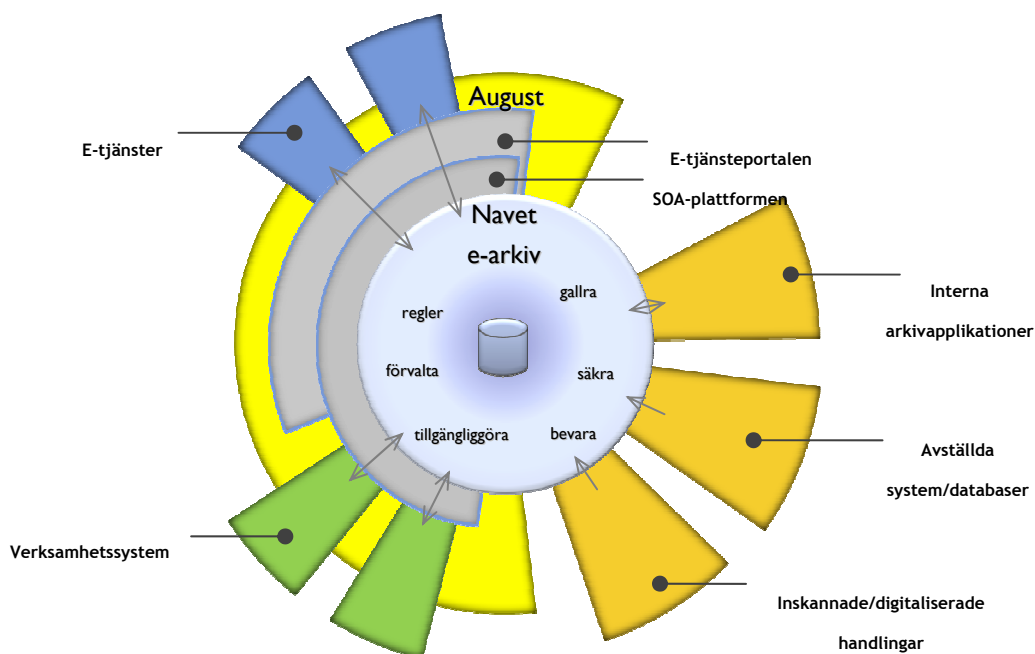 August
E-tjänster
E-tjänsteportalen
SOA-plattformen
Navet
e-arkiv
gallra
regler
Interna
arkivapplikationer
förvalta
säkra
tillgängliggöra
bevara
Avställda
system/databaser
Verksamhetssystem
Inskannade/digitaliserade
handlingar